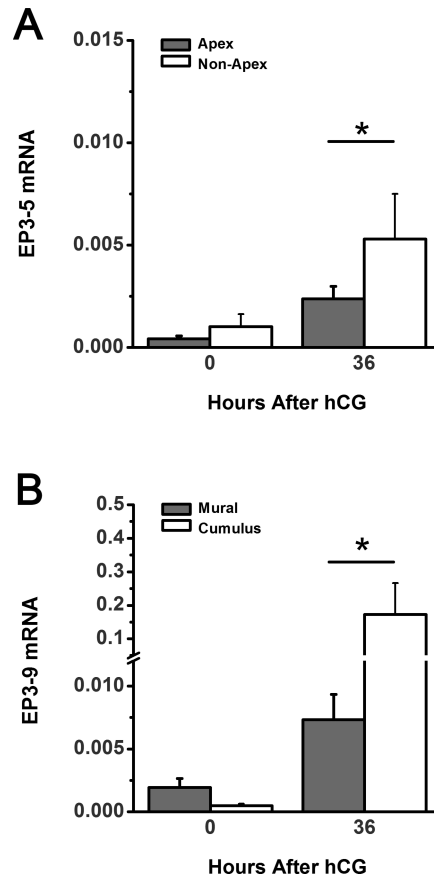 A
0.015
0.010
0.005
0.000
EP3-5 mRNA
Apex
Non-Apex
*
0
36
Hours After hCG
B
0.5
0.4
0.3
0.2
0.1
0.010
0.005
0.000
EP3-9 mRNA
Mural
Cumulus
*
0
36
Hours After hCG